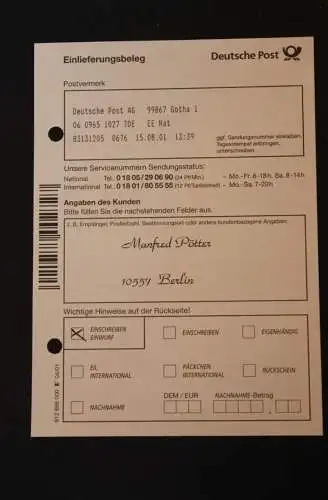 Einlieferungsbeleg
Deutsche Post
Postvermerk
Deutsche Post AG 99867 Gotha 1
06 0965 1027 7DE EE Nat
83131205 0676 15.08.01 12:39
ggf. Sendungsnummer einkleben,
Tagesstempel anbringen,
unterschreiben.
Unsere Servicenummern Sendungsstatus:
National Tel.: 0 18 05/29 06 90 (24 Pf/Min.) – Mo.-Fr. 8-18h, Sa. 8-14h
International Tel.: 0 18 01/80 55 55 – Mo.-Sa. 7-20h
Angaben des Kunden
Bitte füllen Sie die nachstehenden Felder aus.
z. B. Empfänger, Postleitzahl, Bestimmungsort oder andere kundenbezogene Angaben:
Manfred Pötter
10557 Berlin
Wichtige Hinweise auf der Rückseite!
EINSCHREIBEN EINWURF
EINSCHREIBEN
EIGENHÄNDIG
EIL INTERNATIONAL
PÄCKCHEN INTERNATIONAL
RÜCKSCHEIN
NACHNAHME
DEM / EUR
NACHNAHME-Betrag